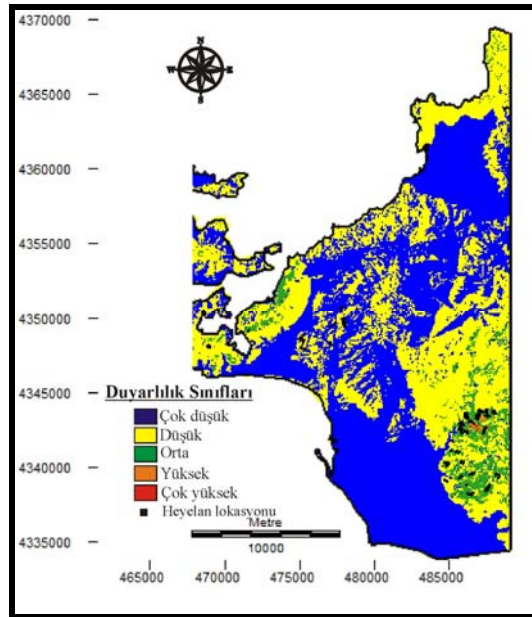 4370000
N
W E
S
4365000
4360000
4355000
4350000
4345000
Duyarlılık Sınıfları
Çok düşük
Düşük
Orta
4340000
Yüksek
Çok yüksek
Heyelan lokasyonu
Metre
4335000
10000
465000 470000 475000 480000 485000